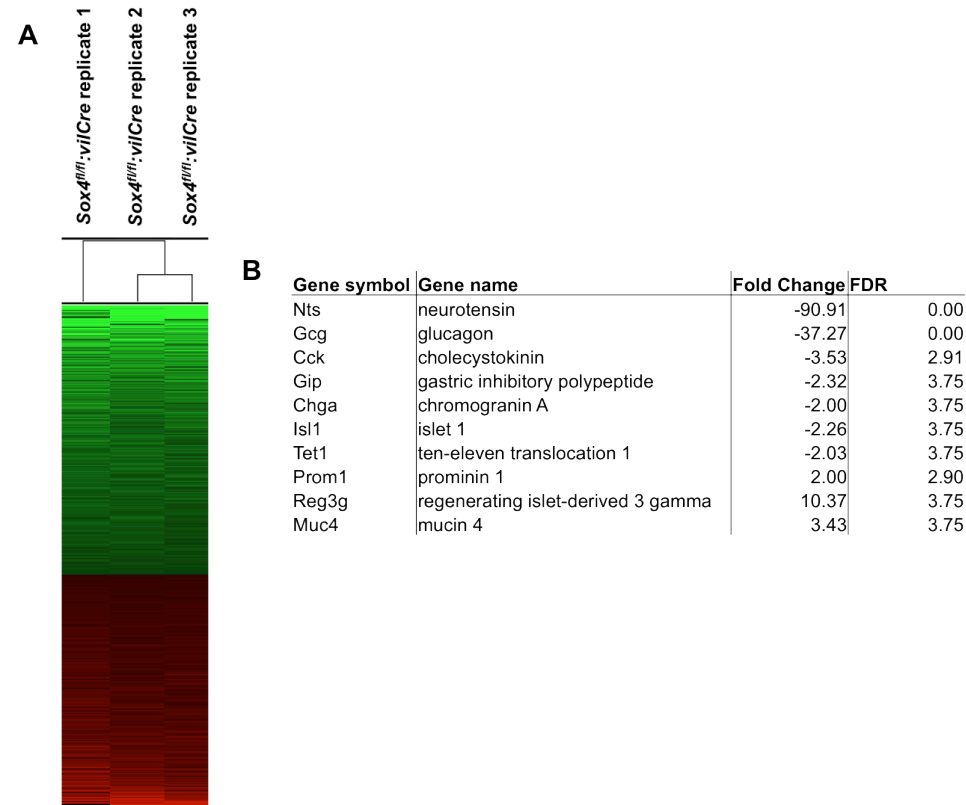 A
Sox4fl/fl:vilCre replicate 1
Sox4fl/fl:vilCre replicate 2
Sox4fl/fl:vilCre replicate 3
B
Gene symbol Gene name Fold Change FDR
Nts neurotensin -90.91 0.00
Gcg glucagon -37.27 0.00
Cck cholecystokinin -3.53 2.91
Gip gastric inhibitory polypeptide -2.32 3.75
Chga chromogranin A -2.00 3.75
Isl1 islet 1 -2.26 3.75
Tet1 ten-eleven translocation 1 -2.03 3.75
Prom1 prominin 1 2.00 2.90
Reg3g regenerating islet-derived 3 gamma 10.37 3.75
Muc4 mucin 4 3.43 3.75